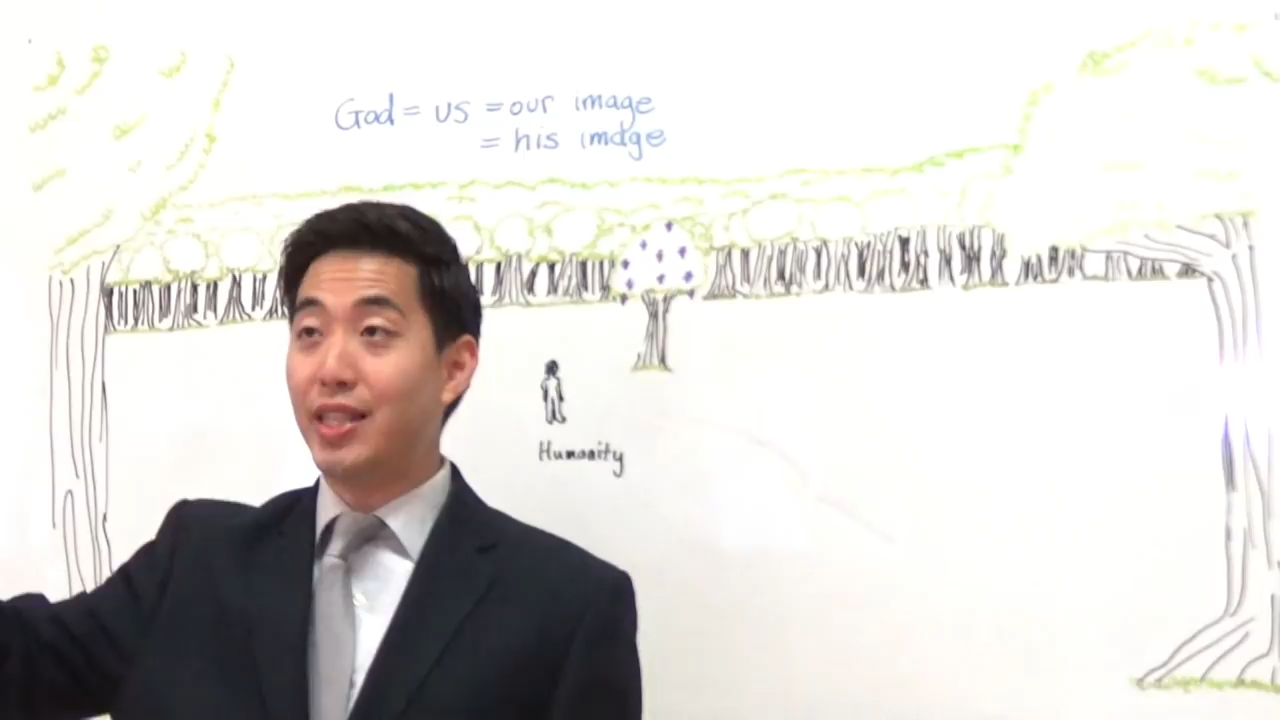 God = us = our image
= his image
Humanity